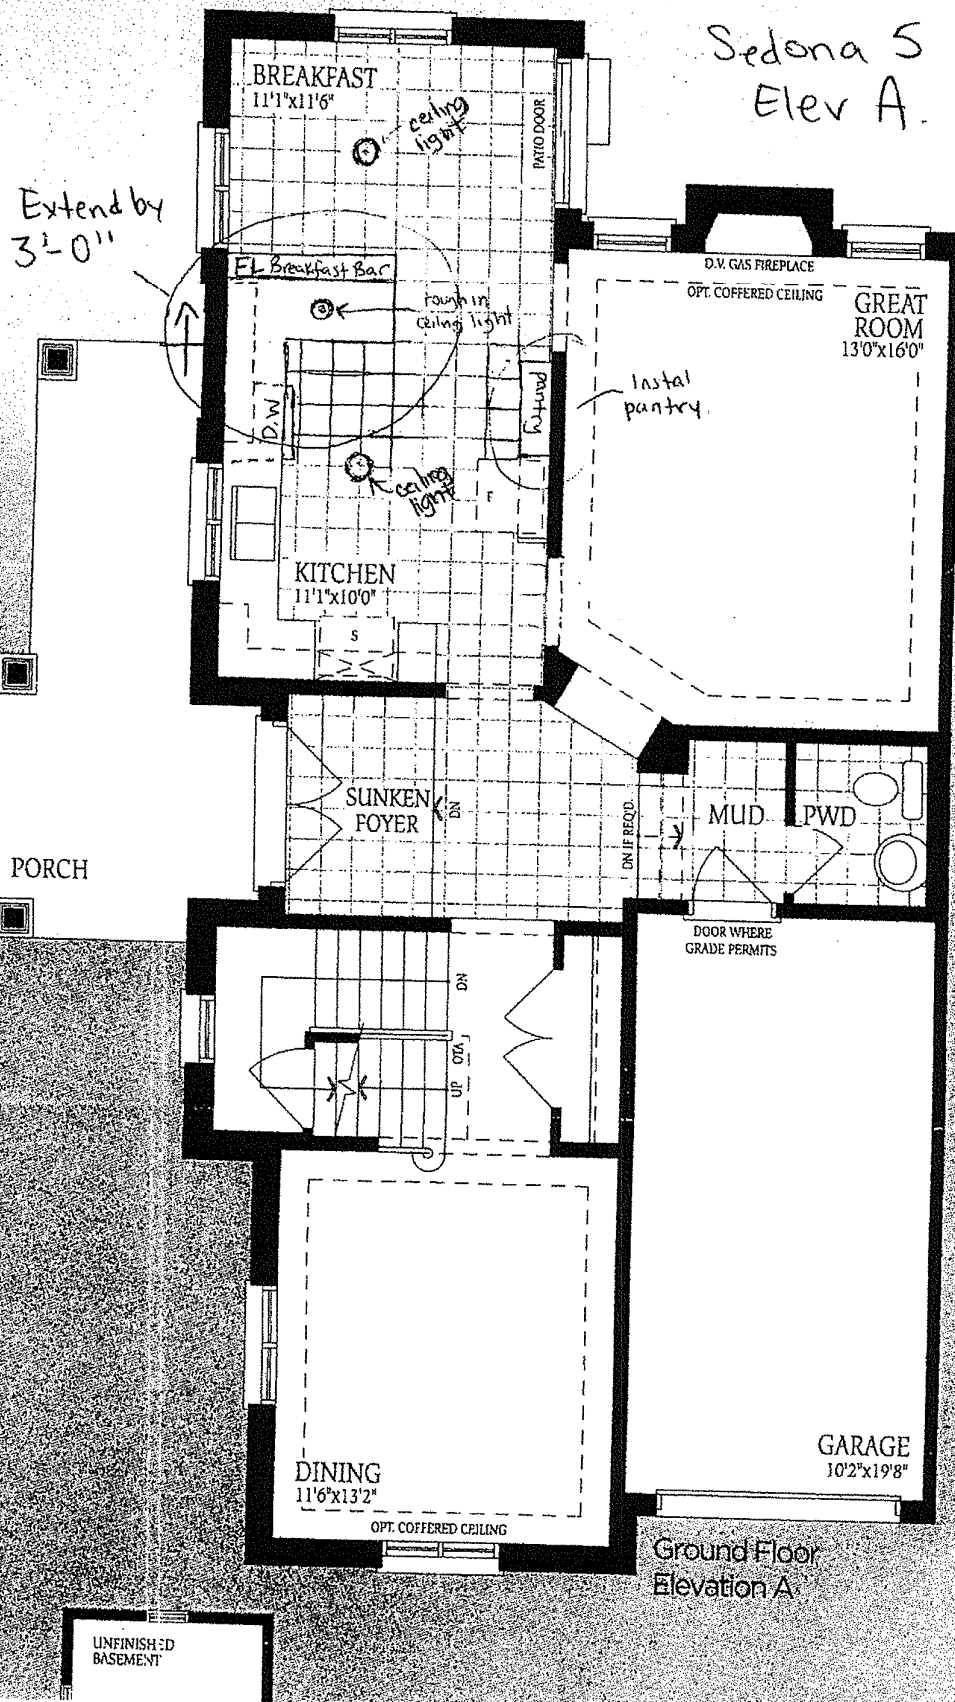 Sedona 5
Elev A.
BREAKFAST
11'1"x11'6"
ceiling
light
PATIO DOOR
Extend by
3'-0"
FL Breakfast Bar
rough in
ceiling light
D.V. GAS FIREPLACE
OPT. COFFERED CEILING
GREAT
ROOM
13'0"x16'0"
D.W
pantry
Instal
pantry.
ceiling
light
F
KITCHEN
11'1"x10'0"
S
SUNKEN
FOYER
DN
DN IF REQ'D.
MUD
PWD
PORCH
DOOR WHERE
GRADE PERMITS
DN
OTA
UP
DINING
11'6"x13'2"
OPT. COFFERED CEILING
GARAGE
10'2"x19'8"
Ground Floor
Elevation A
UNFINISHED
BASEMENT